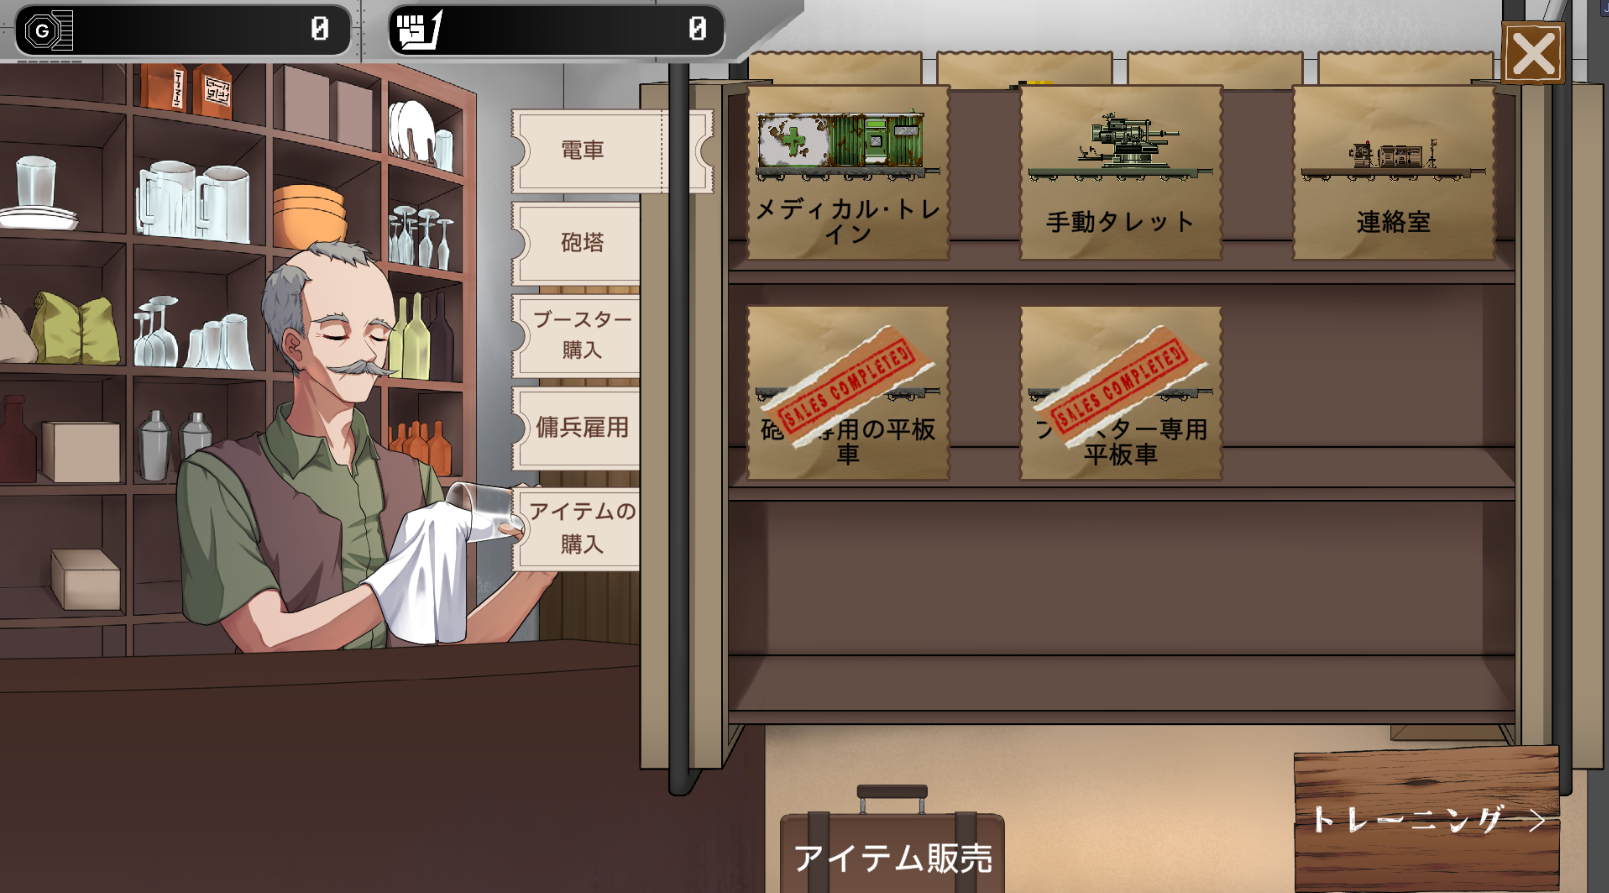 G
0
0
電車
砲塔
ブースター
購入
傭兵雇用
アイテムの
購入
メディカル・トレ
イン
手動タレット
連絡室
SALES COMPLETED
専用の平板
車
SALES COMPLETED
スター専用
平板車
アイテム販売
トレーニング >